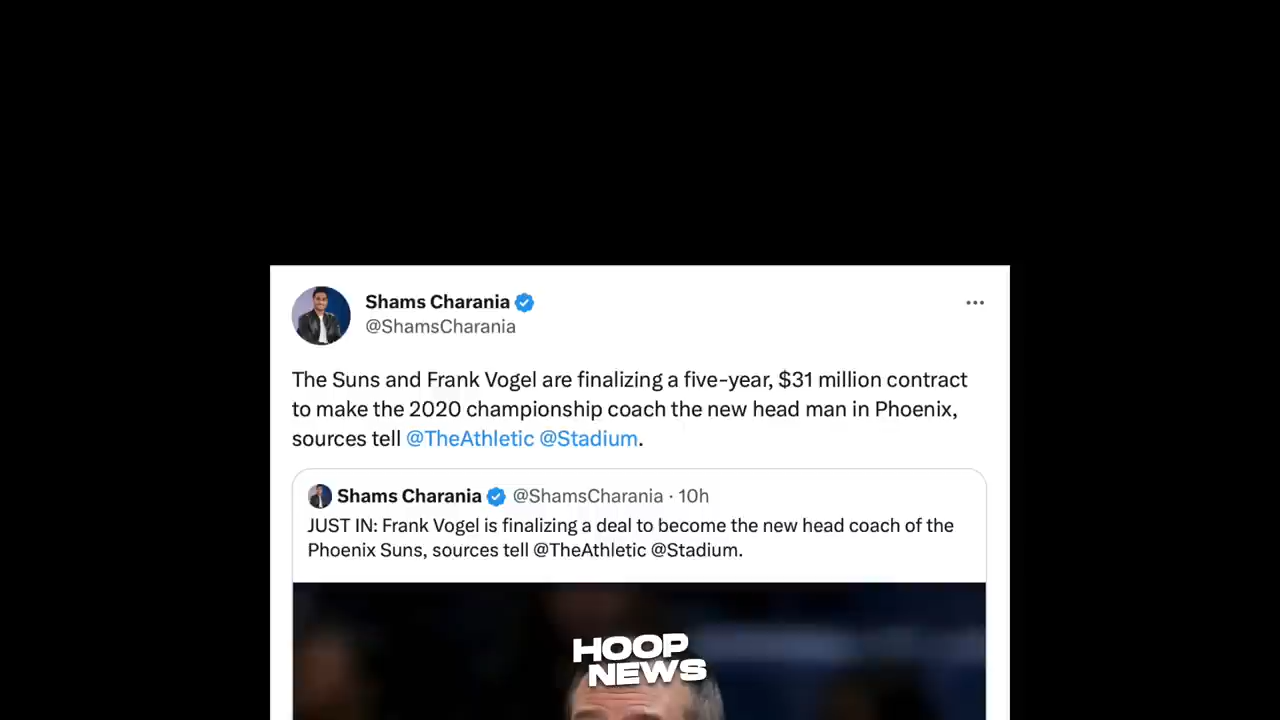 Shams Charania
@ShamsCharania
The Suns and Frank Vogel are finalizing a five-year, $31 million contract
to make the 2020 championship coach the new head man in Phoenix,
sources tell @TheAthletic @Stadium.
Shams Charania @ShamsCharania · 10h
JUST IN: Frank Vogel is finalizing a deal to become the new head coach of the
Phoenix Suns, sources tell @TheAthletic @Stadium.
HOOP
NEWS